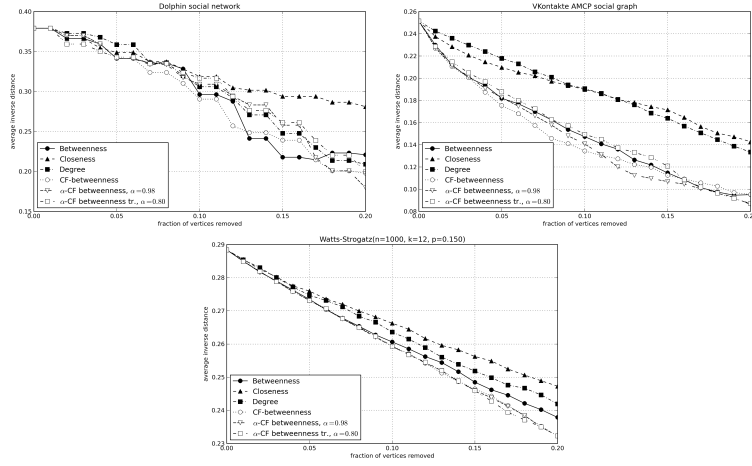 Dolphin social network
average inverse distance
0.40
0.35
0.30
0.25
0.20
0.15
0.00
0.05
0.10
0.15
0.20
fraction of vertices removed
Betweenness
Closeness
Degree
CF-betweenness
α-CF betweenness, α=0.98
α-CF betweenness tr., α=0.80
VKontakte AMCP social graph
average inverse distance
0.26
0.24
0.22
0.20
0.18
0.16
0.14
0.12
0.10
0.08
0.00
0.05
0.10
0.15
0.20
fraction of vertices removed
Betweenness
Closeness
Degree
CF-betweenness
α-CF betweenness, α=0.98
α-CF betweenness tr., α=0.80
Watts-Strogatz(n=1000, k=12, p=0.150)
average inverse distance
0.29
0.28
0.27
0.26
0.25
0.24
0.23
0.00
0.05
0.10
0.15
0.20
fraction of vertices removed
Betweenness
Closeness
Degree
CF-betweenness
α-CF betweenness, α=0.98
α-CF betweenness tr., α=0.80